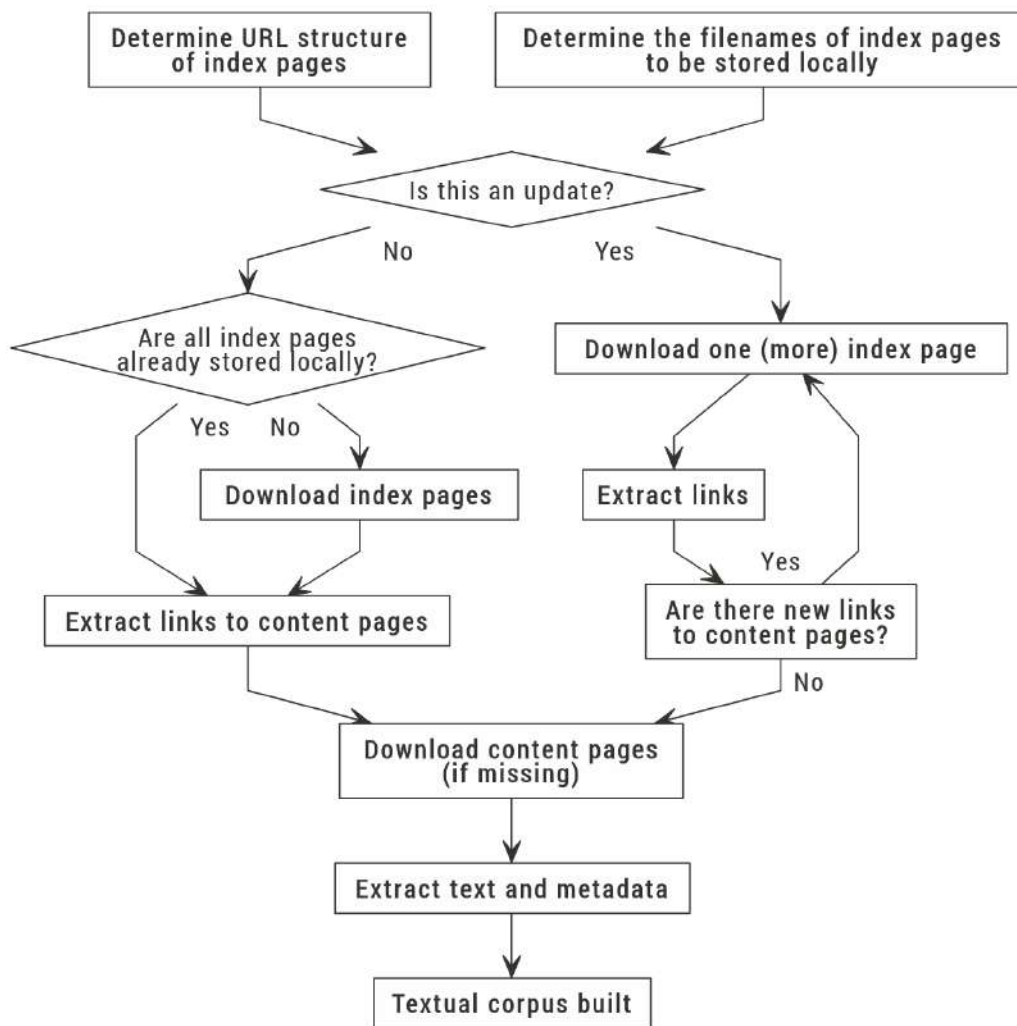 Determine URL structure
of index pages
Determine the filenames of index pages
to be stored locally
Is this an update?
No
Yes
Are all index pages
already stored locally?
Download one (more) index page
Yes
No
Download index pages
Extract links
Yes
Extract links to content pages
Are there new links
to content pages?
No
Download content pages
(if missing)
Extract text and metadata
Textual corpus built